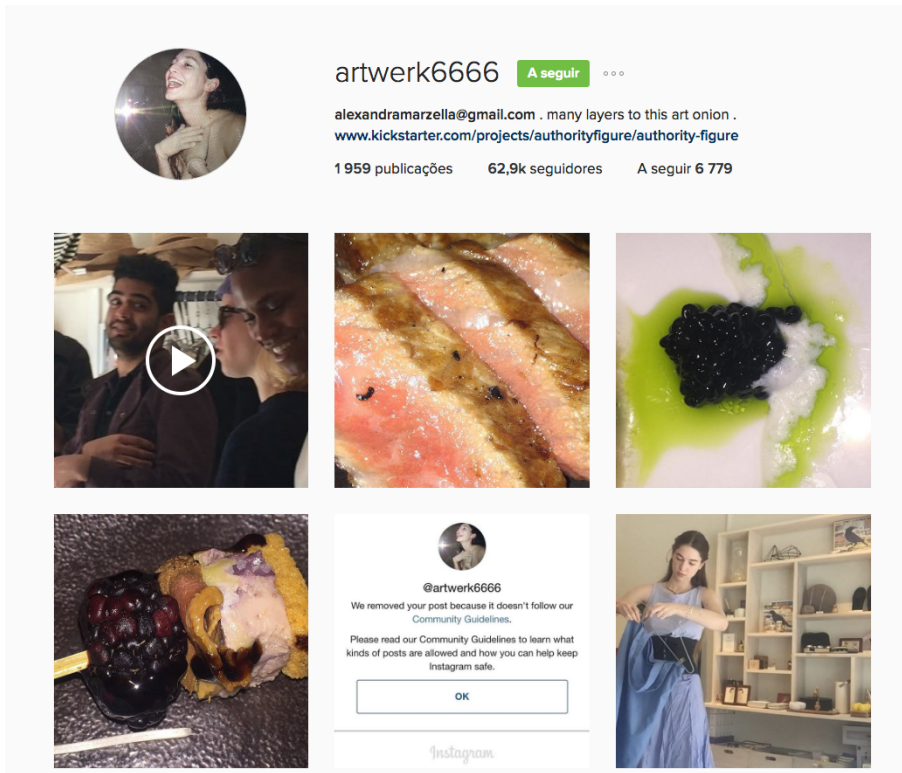 artwerk6666 A seguir
alexandramarzella@gmail.com . many layers to this art onion .
www.kickstarter.com/projects/authorityfigure/authority-figure
1 959 publicações 62,9k seguidores A seguir 6 779
@artwerk6666
We removed your post because it doesn't follow our
Community Guidelines.
Please read our Community Guidelines to learn what
kinds of posts are allowed and how you can help keep
Instagram safe.
OK
Instagram